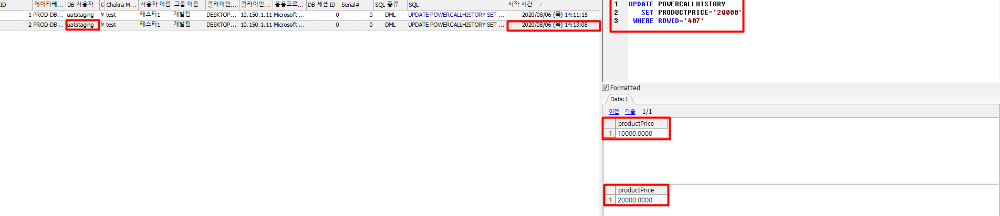 ID 데이터베... DB 사용자 C Chakra M... 사용자 이름 그룹 이름 클라이언... 클라이언... 응용프로... DB 세션 ID Serial# SQL 종류 SQL 시작 시간
1 PROD-DB... uatstaging M test 테스터1 개발팀 DESKTOP... 10.150.1.11 Microsoft ... 0 0 DML UPDATE POWERCALLHISTORY SET ... 2020/08/06 (목) 14:11:15
2 PROD-DB... uatstaging M test 테스터1 개발팀 DESKTOP... 10.150.1.11 Microsoft ... 0 0 DML UPDATE POWERCALLHISTORY SET ... 2020/08/06 (목) 14:13:08
1 UPDATE POWERCALLHISTORY
2 SET PRODUCTPRICE='20000'
3 WHERE ROWID='407'
Formatted
Data:1
이전 다음 1/1
productPrice
1 10000.0000
productPrice
1 20000.0000